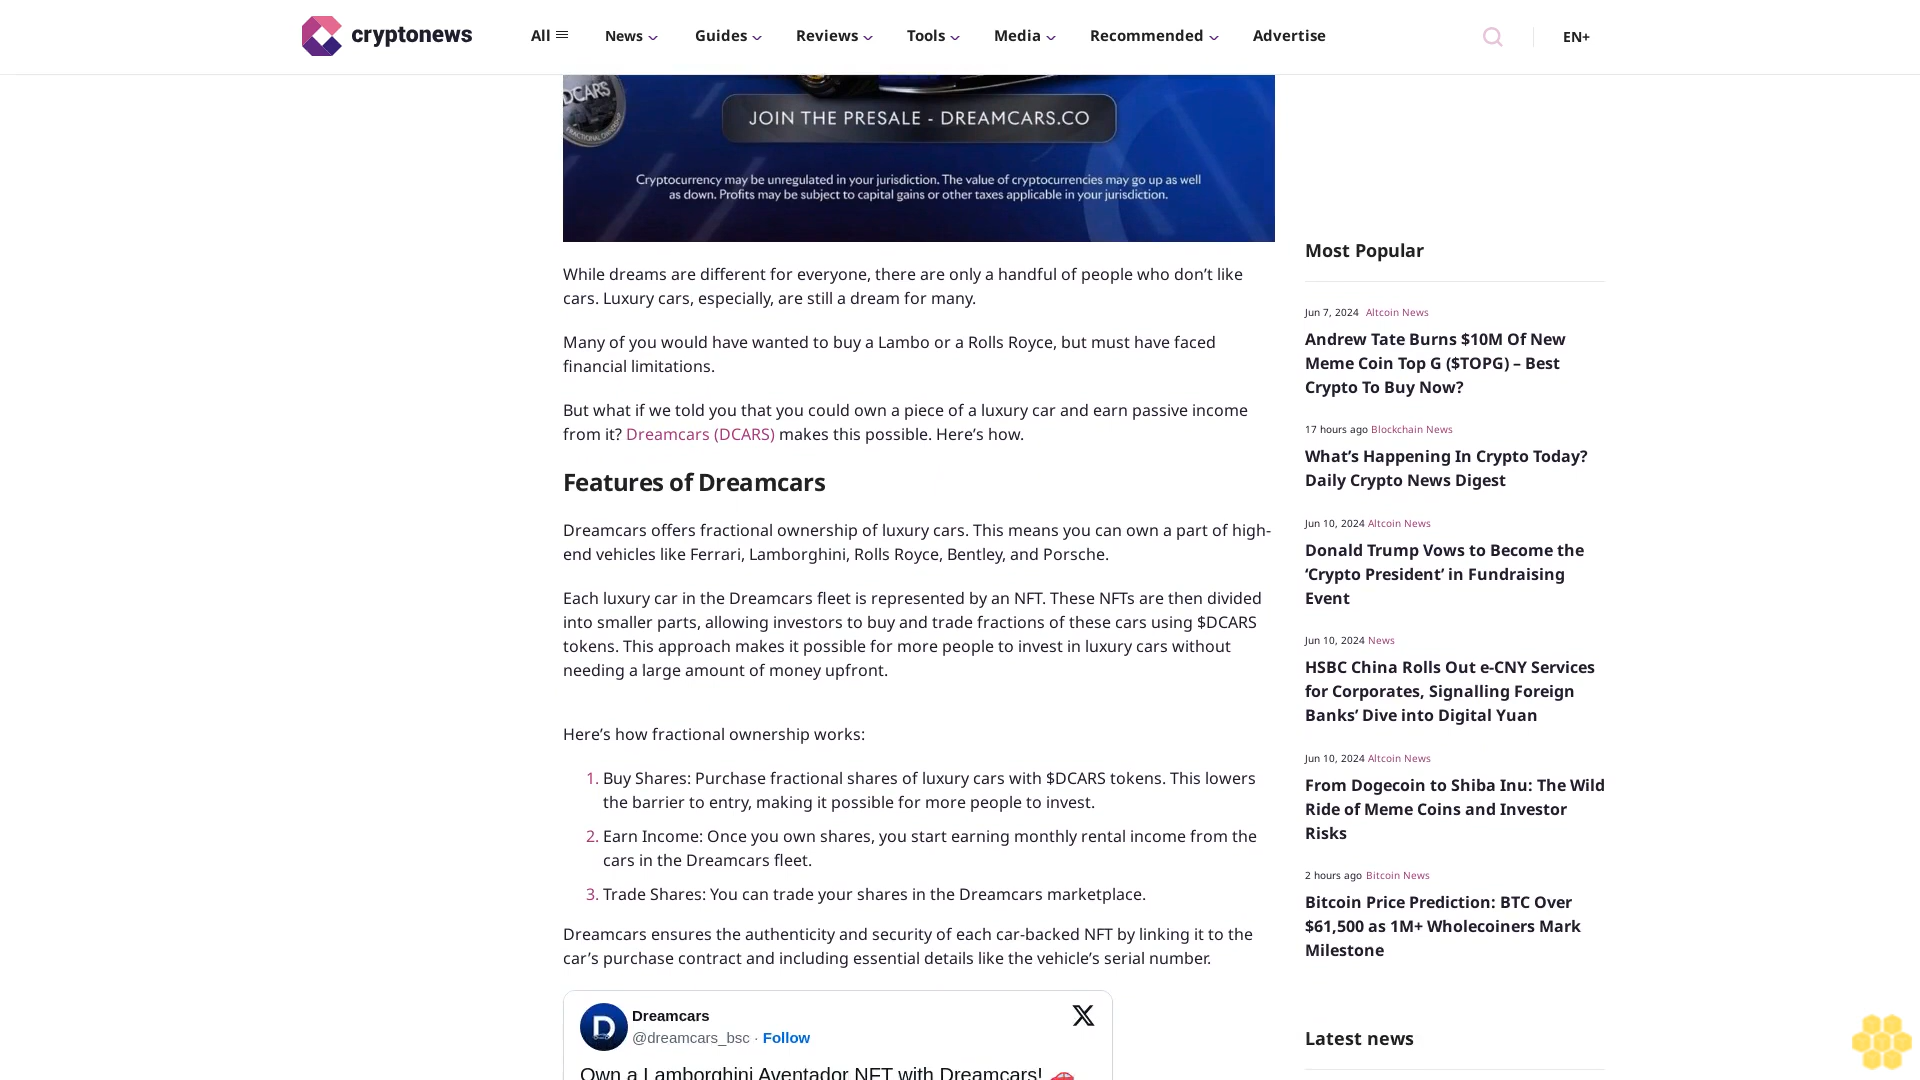 cryptonews
All
News
Guides
Reviews
Tools
Media
Recommended
Advertise
EN+
DCARS
JOIN THE PRESALE - DREAMCARS.CO
Cryptocurrency may be unregulated in your jurisdiction. The value of cryptocurrencies may go up as well
as down. Profits may be subject to capital gains or other taxes applicable in your jurisdiction.
While dreams are different for everyone, there are only a handful of people who don’t like
cars. Luxury cars, especially, are still a dream for many.
Many of you would have wanted to buy a Lambo or a Rolls Royce, but must have faced
financial limitations.
But what if we told you that you could own a piece of a luxury car and earn passive income
from it? Dreamcars (DCARS) makes this possible. Here’s how.
Features of Dreamcars
Dreamcars offers fractional ownership of luxury cars. This means you can own a part of high-
end vehicles like Ferrari, Lamborghini, Rolls Royce, Bentley, and Porsche.
Each luxury car in the Dreamcars fleet is represented by an NFT. These NFTs are then divided
into smaller parts, allowing investors to buy and trade fractions of these cars using $DCARS
tokens. This approach makes it possible for more people to invest in luxury cars without
needing a large amount of money upfront.
Here’s how fractional ownership works:
1. Buy Shares: Purchase fractional shares of luxury cars with $DCARS tokens. This lowers
the barrier to entry, making it possible for more people to invest.
2. Earn Income: Once you own shares, you start earning monthly rental income from the
cars in the Dreamcars fleet.
3. Trade Shares: You can trade your shares in the Dreamcars marketplace.
Dreamcars ensures the authenticity and security of each car-backed NFT by linking it to the
car’s purchase contract and including essential details like the vehicle’s serial number.
Dreamcars
@dreamcars_bsc · Follow
Own a Lamborghini Aventador NFT with Dreamcars!
Most Popular
Jun 7, 2024 Altcoin News
Andrew Tate Burns $10M Of New
Meme Coin Top G ($TOPG) – Best
Crypto To Buy Now?
17 hours ago Blockchain News
What’s Happening In Crypto Today?
Daily Crypto News Digest
Jun 10, 2024 Altcoin News
Donald Trump Vows to Become the
‘Crypto President’ in Fundraising
Event
Jun 10, 2024 News
HSBC China Rolls Out e-CNY Services
for Corporates, Signalling Foreign
Banks’ Dive into Digital Yuan
Jun 10, 2024 Altcoin News
From Dogecoin to Shiba Inu: The Wild
Ride of Meme Coins and Investor
Risks
2 hours ago Bitcoin News
Bitcoin Price Prediction: BTC Over
$61,500 as 1M+ Wholecoiners Mark
Milestone
Latest news